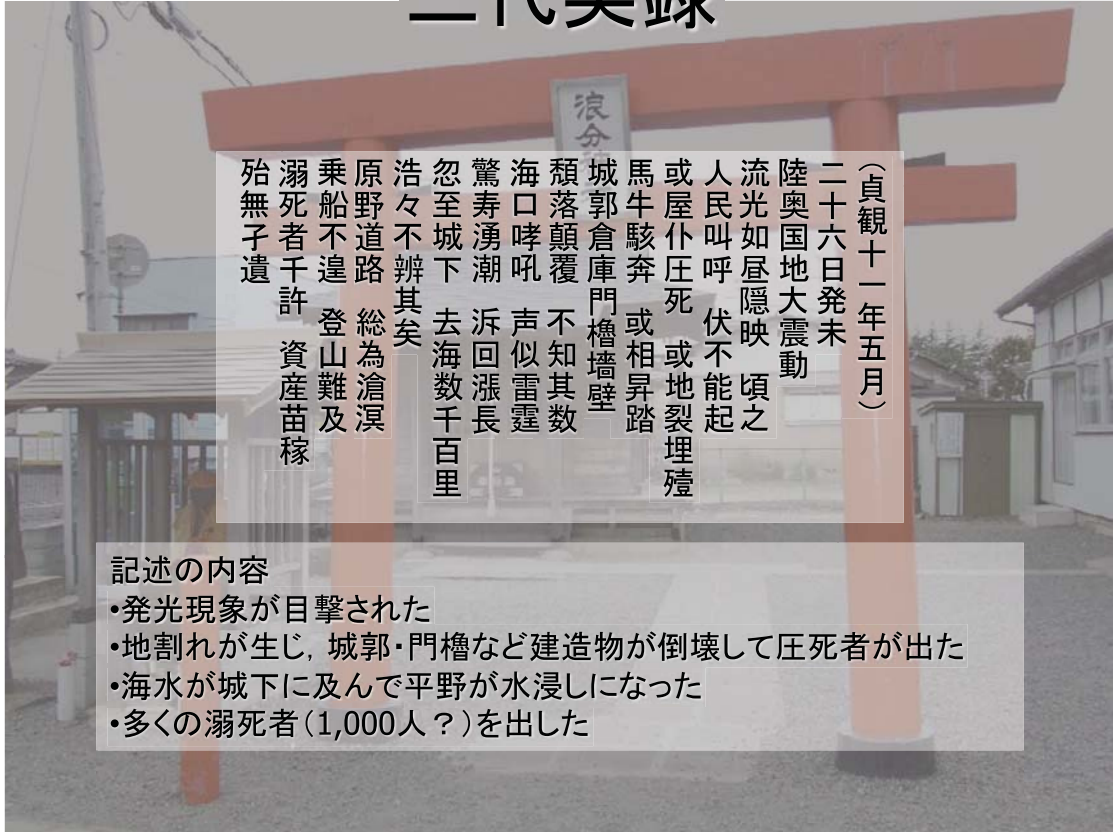 三代実録
浪分神
（貞観十一年五月）
二十六日発未
陸奥国地大震動
流光如昼隠映　頃之
人民叫呼　伏不能起
或屋仆圧死　或地裂埋殪
馬牛駭奔　或相昇踏
城郭倉庫門櫓墻壁
頽落顛覆　不知其数
海口哮吼　声似雷霆
驚寿湧潮　泝回漲長
忽至城下　去海数千百里
浩々不辨其矣
原野道路　総為滄溟
乗船不遑　登山難及
溺死者千許　資産苗稼
殆無孑遺
記述の内容
•発光現象が目撃された
•地割れが生じ，城郭・門櫓など建造物が倒壊して圧死者が出た
•海水が城下に及んで平野が水浸しになった
•多くの溺死者（1,000人？）を出した